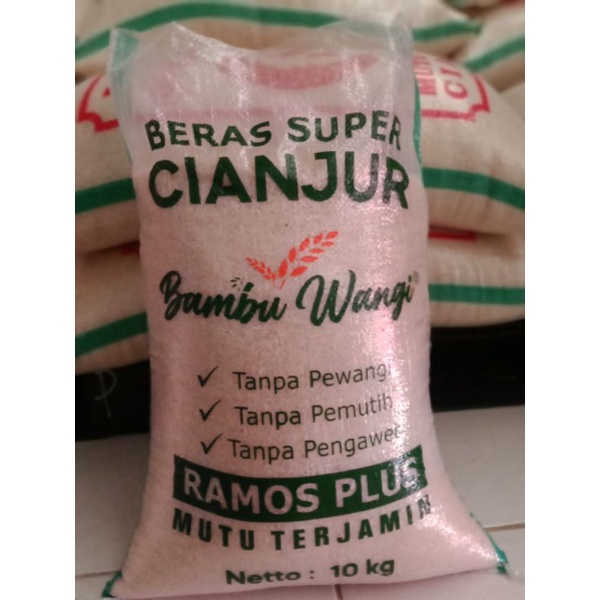 BERAS SUPER
CIANJUR
Bambu Wangi
✓ Tanpa Pewangi
✓ Tanpa Pemutih
✓ Tanpa Pengawet
RAMOS PLUS
MUTU TERJAMIN
Netto : 10 kg